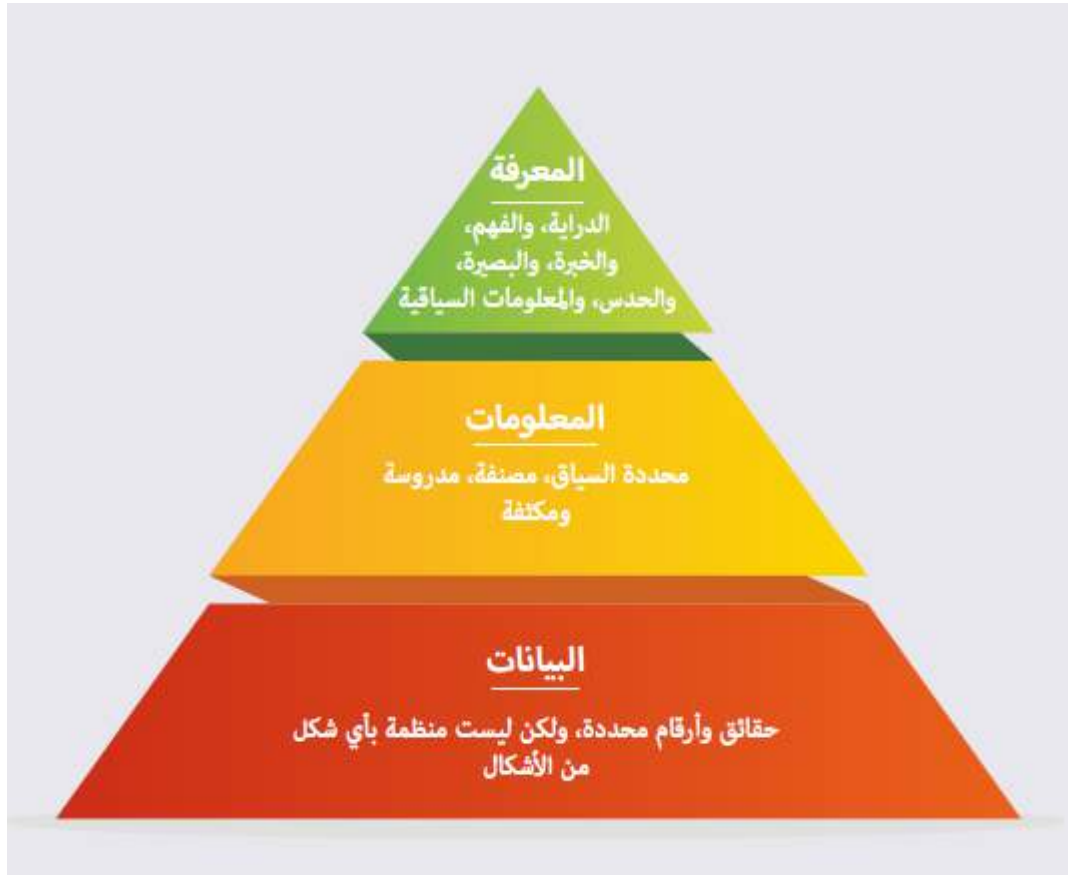 المعرفة
الدراية، والفهم،
والخبرة، والبصيرة،
والحدس، والمعلومات السياقية
المعلومات
محددة السياق، مصنفة، مدروسة
ومكثفة
البيانات
حقائق وأرقام محددة، ولكن ليست منظمة بأي شكل
من الأشكال